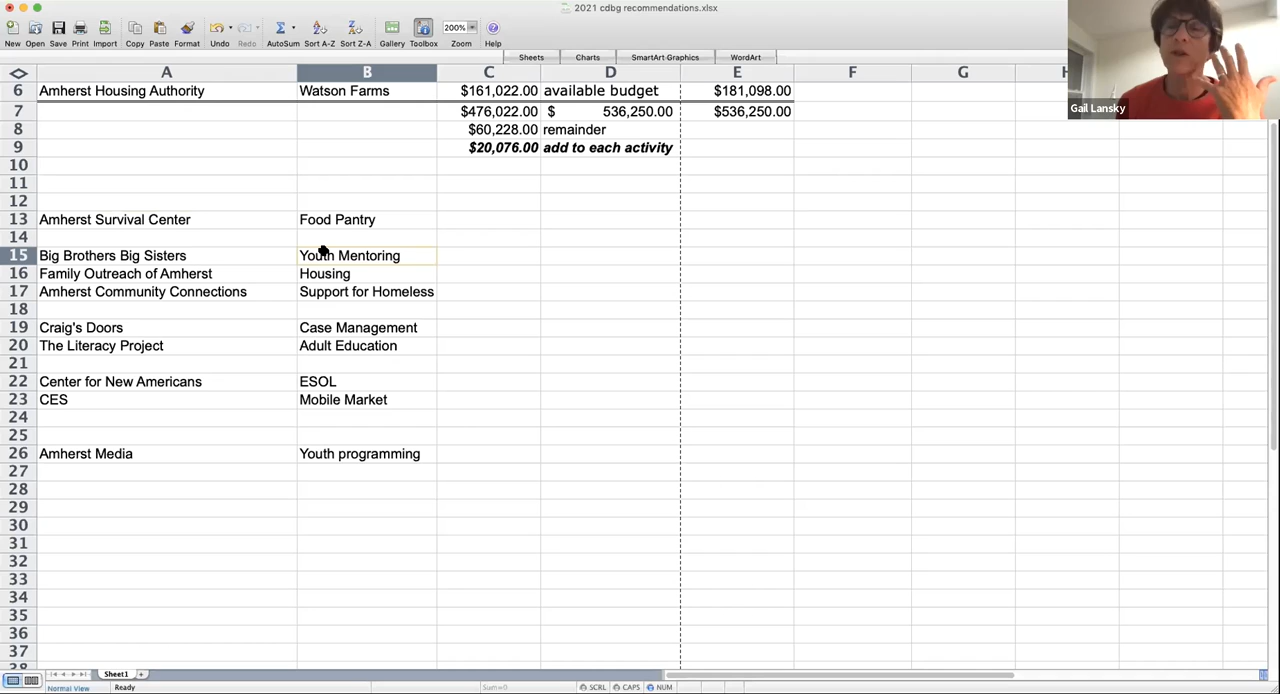 2021 cdbg recommendations.xlsx
New Open Save Print Import Copy Paste Format Undo Redo AutoSum Sort A-Z Sort Z-A Gallery Toolbox 200% Zoom Help
Sheets Charts SmartArt Graphics WordArt
A B C D E F G H
6 Amherst Housing Authority Watson Farms $161,022.00 available budget $181,098.00
7 $476,022.00 $ 536,250.00 $536,250.00
8 $60,228.00 remainder
9 $20,076.00 add to each activity
10
11
12
13 Amherst Survival Center Food Pantry
14
15 Big Brothers Big Sisters Youth Mentoring
16 Family Outreach of Amherst Housing
17 Amherst Community Connections Support for Homeless
18
19 Craig's Doors Case Management
20 The Literacy Project Adult Education
21
22 Center for New Americans ESOL
23 CES Mobile Market
24
25
26 Amherst Media Youth programming
27
28
29
30
31
32
33
34
35
36
37
38
Sheet1
Normal View Ready Sum=0 SCRL CAPS NUM
Gail Lansky